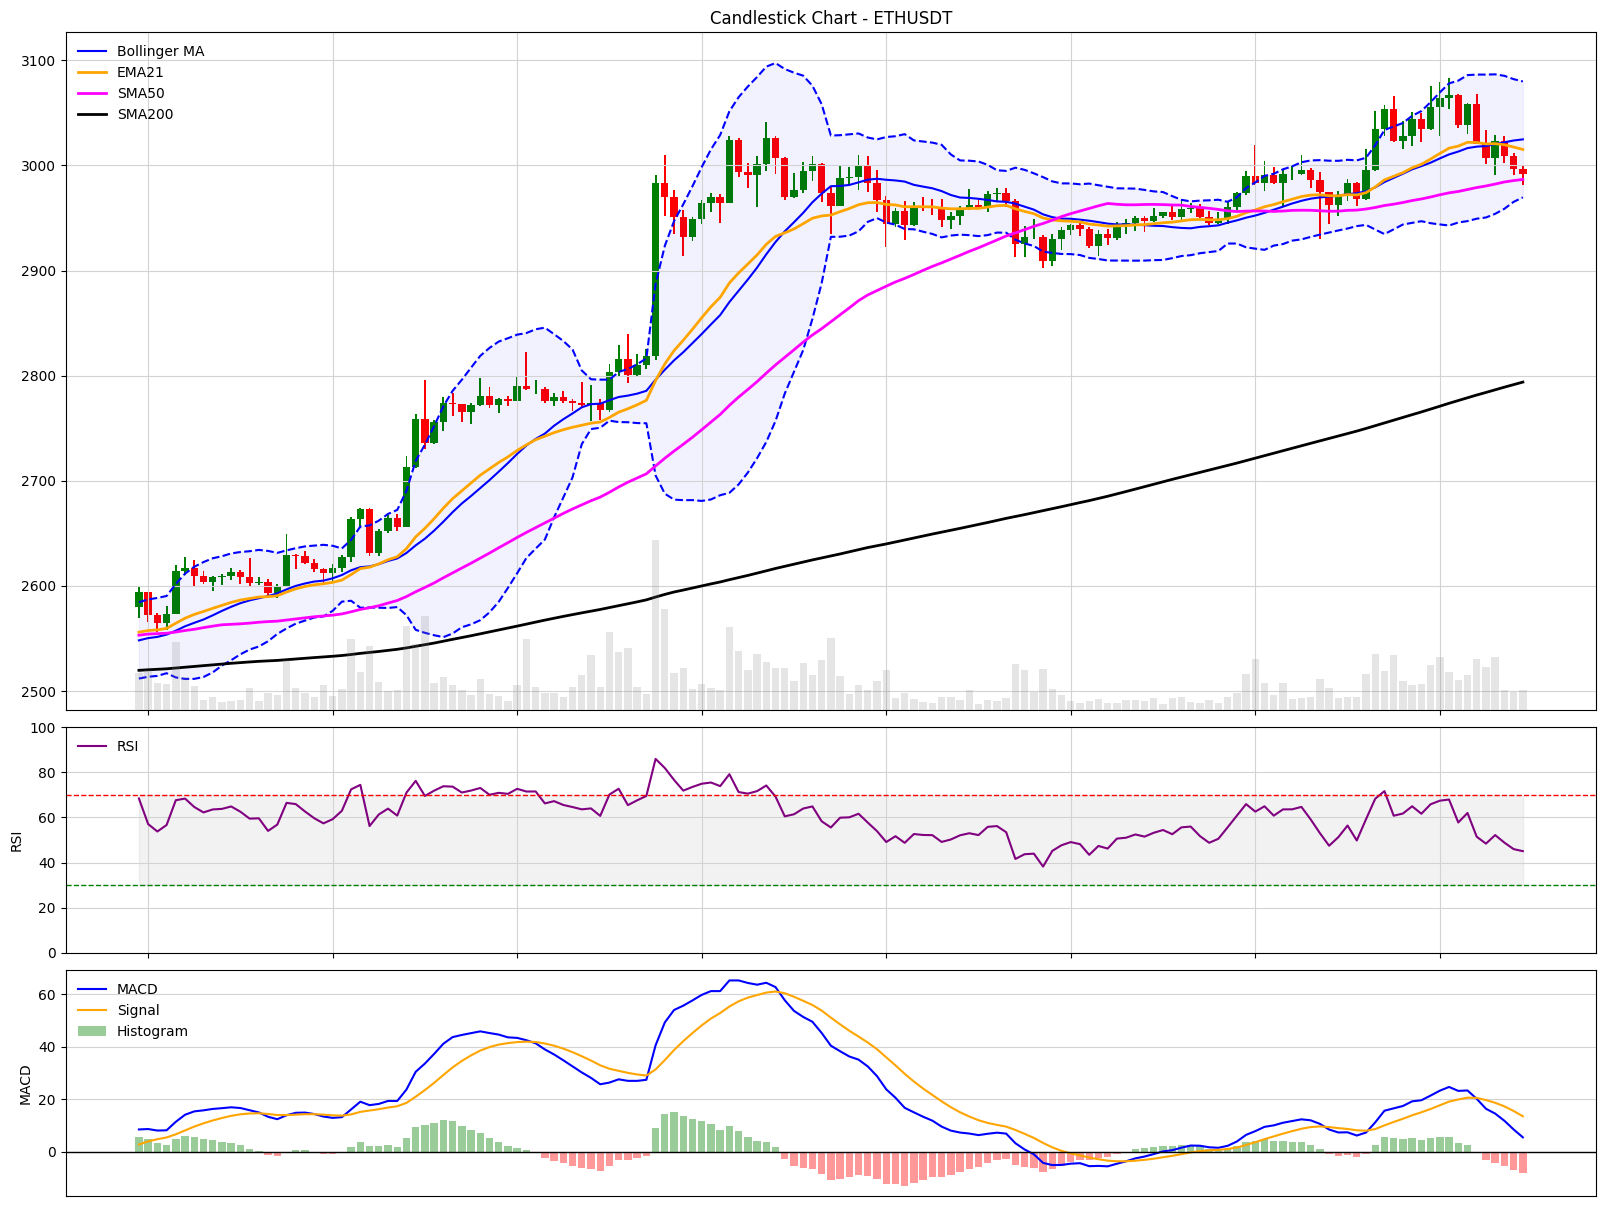 Candlestick Chart - ETHUSDT
Bollinger MA
EMA21
SMA50
SMA200
3100
3000
2900
2800
2700
2600
2500
RSI
100
80
60
40
20
0
RSI
MACD
Signal
Histogram
60
40
20
0
MACD